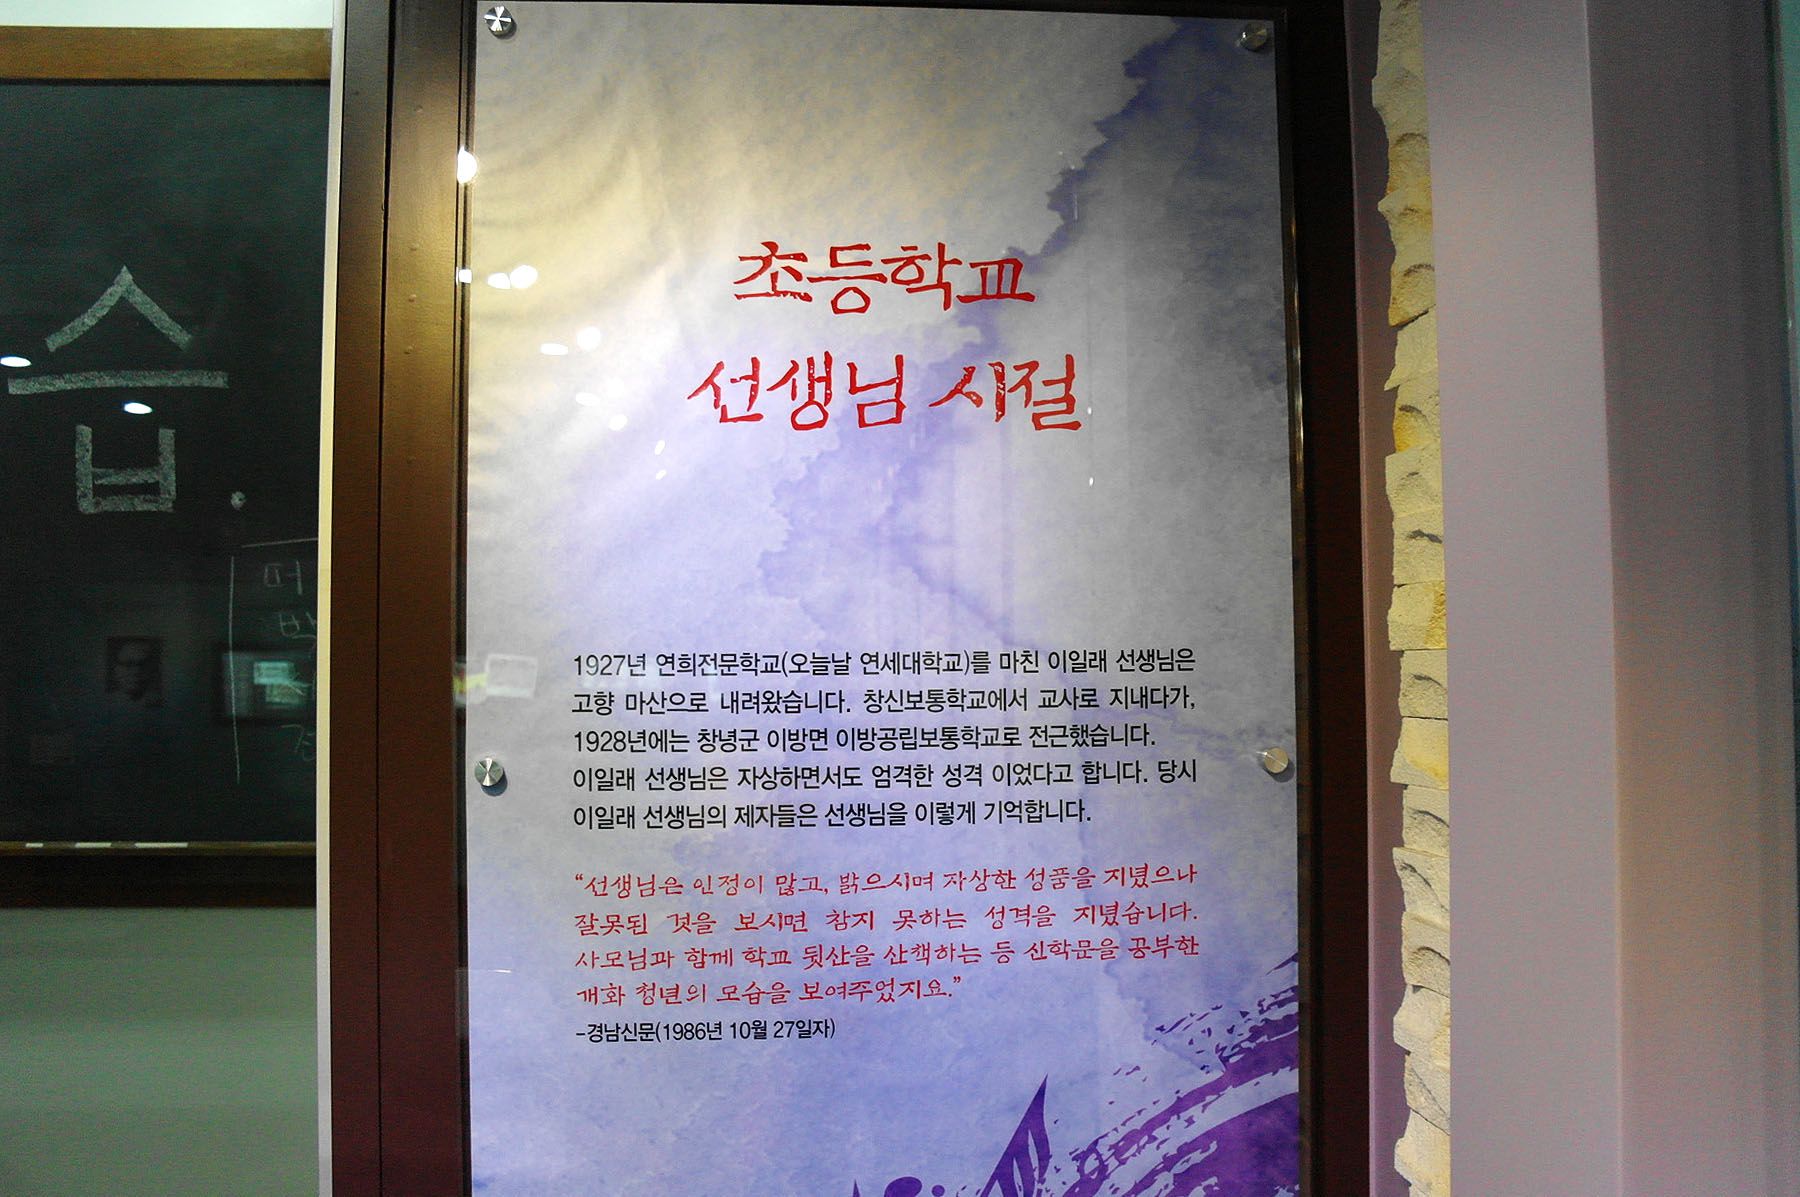 습.
초등학교
선생님 시절
1927년 연희전문학교(오늘날 연세대학교)를 마친 이일래 선생님은
고향 마산으로 내려왔습니다. 창신보통학교에서 교사로 지내다가,
1928년에는 창녕군 이방면 이방공립보통학교로 전근했습니다.
이일래 선생님은 자상하면서도 엄격한 성격 이었다고 합니다. 당시
이일래 선생님의 제자들은 선생님을 이렇게 기억합니다.
“선생님은 인정이 많고, 밝으시며 자상한 성품을 지녔으나
잘못된 것을 보시면 참지 못하는 성격을 지녔습니다.
사모님과 함께 학교 뒷산을 산책하는 등 신학문을 공부한
개화 청년의 모습을 보여주었지요.”
-경남신문(1986년 10월 27일자)